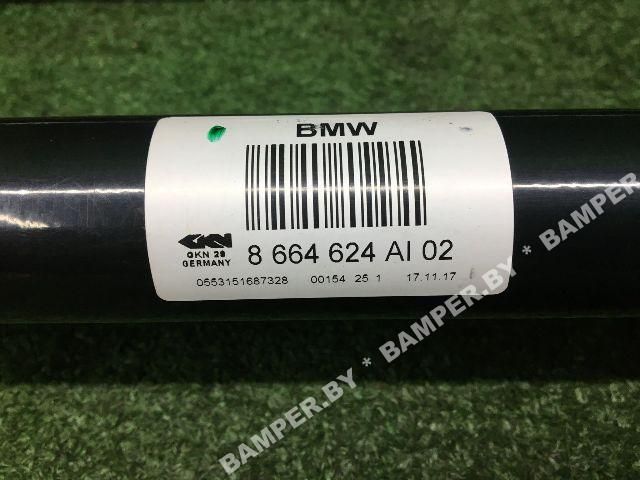 BMW
GKN
GKN 29
GERMANY
8 664 624 AI 02
0553151687328 00154 25 1 17.11.17
BAMPER.BY * BAMPER.BY * BAMPER